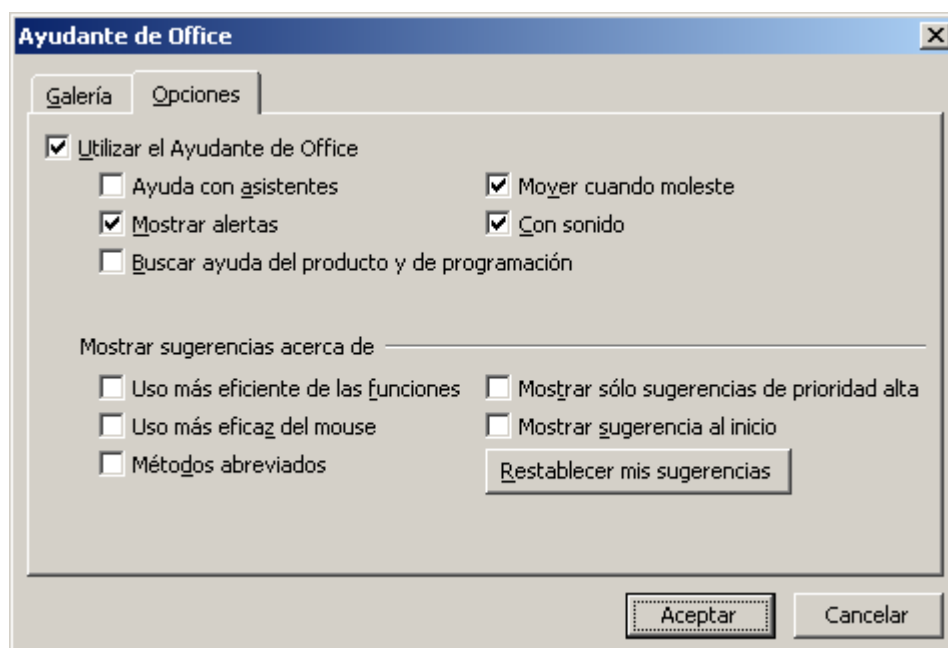 Ayudante de Office
Galería Opciones
Utilizar el Ayudante de Office
Ayuda con asistentes Mover cuando moleste
Mostrar alertas Con sonido
Buscar ayuda del producto y de programación
Mostrar sugerencias acerca de
Uso más eficiente de las funciones Mostrar sólo sugerencias de prioridad alta
Uso más eficaz del mouse Mostrar sugerencia al inicio
Métodos abreviados Restablecer mis sugerencias
Aceptar Cancelar